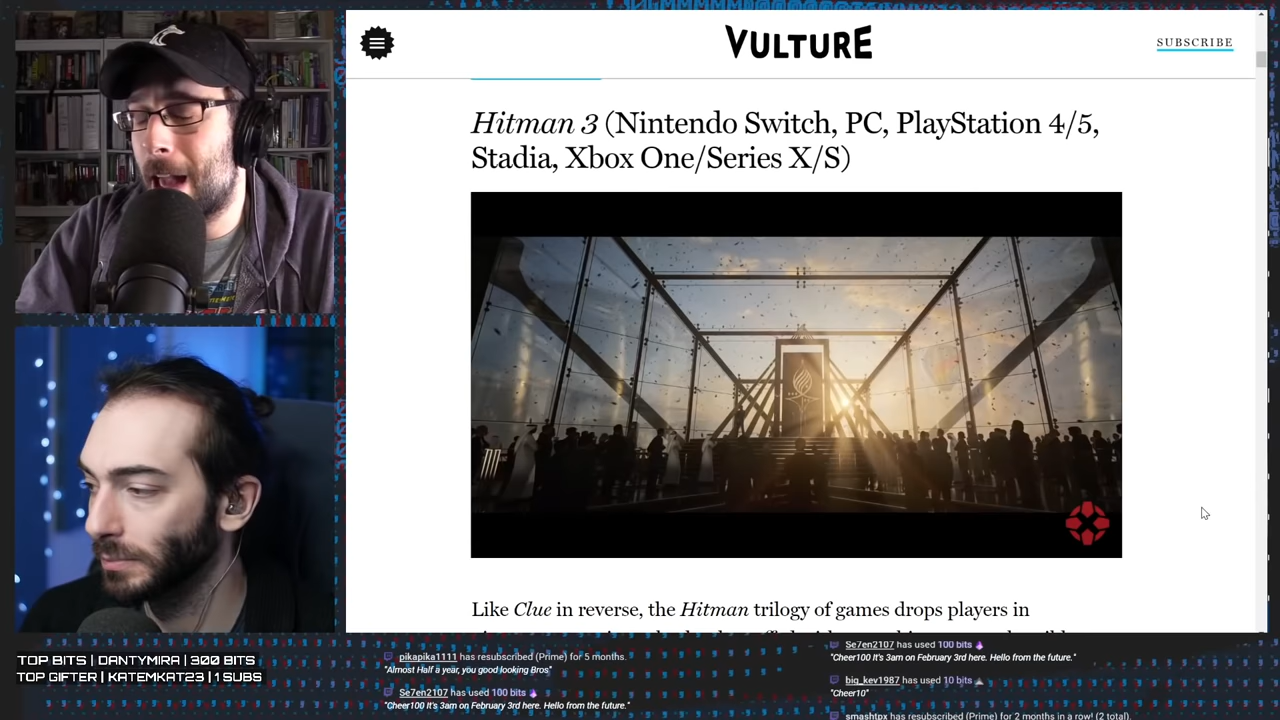 VULTURE
SUBSCRIBE
Hitman 3 (Nintendo Switch, PC, PlayStation 4/5,
Stadia, Xbox One/Series X/S)
Like Clue in reverse, the Hitman trilogy of games drops players in
TOP BITS | DANTYMIRA | 300 BITS
TOP GIFTER | KATEMKAT23 | 1 SUBS
pikapika1111 has resubscribed (Prime) for 5 months.
"Almost Half a year, you good looking Bros"
Se7en2107 has used 100 bits
"Cheer100 It's 3am on February 3rd here. Hello from the future."
Se7en2107 has used 100 bits
"Cheer100 It's 3am on February 3rd here. Hello from the future."
big_kev1987 has used 10 bits
"Cheer10"
smashtpx has resubscribed (Prime) for 2 months in a row! (2 total).